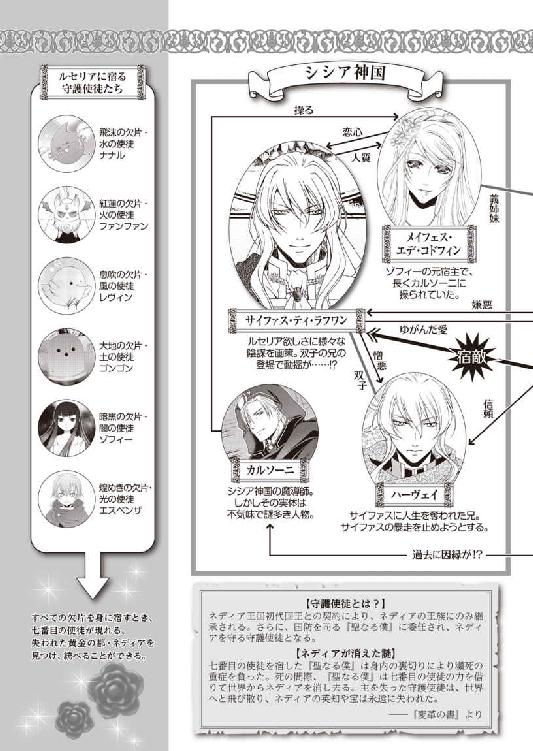 ルセリアに宿る
守護使徒たち
飛沫の欠片・
水の使徒
ナナル
紅蓮の欠片・
火の使徒
ファンファン
息吹の欠片・
風の使徒
レヴィン
大地の欠片・
土の使徒
ゴンゴン
暗黒の欠片・
闇の使徒
ゾフィー
煌めきの欠片・
光の使徒
エスペンザ
すべての欠片を身に宿すとき、
七番目の使徒が現れる。
失われた黄金の都・ネディアを
見つけ、統べることができる。
シシア神国
操る
恋心
人質
義姉妹
メイフェス・
エデ・コドフィン
ゾフィーの元宿主で、
長くカルソーニに
操られていた。
サイファス・ティ・ラフワン
ルセリア欲しさに様々な
陰謀を画策。双子の兄の
登場で動揺が……!?
嫌悪
ゆがんだ愛
宿敵
憎悪
双子
信頼
カルソーニ
シシア神国の魔導師。
しかしその実体は
不気味で謎多き人物。
ハーヴェイ
サイファスに人生を奪われた兄。
サイファスの暴走を止めようとする。
過去に因縁が!?
【守護使徒とは?】
ネディア王国初代国王との契約により、ネディアの王族にのみ継
承される。さらに、国防を司る『聖なる僕』に委任され、ネディ
アを守る守護使徒となる。
【ネディアが消えた謎】
七番目の使徒を宿した『聖なる僕』は身内の裏切りにより瀕死の
重症を負った。死の間際、『聖なる僕』は七番目の使徒の力を借
りて世界からネディアを消し去る。主を失った守護使徒は、世界
へと飛び散り、ネディアの英知や宝は永遠に失われた。
――『変革の書』より